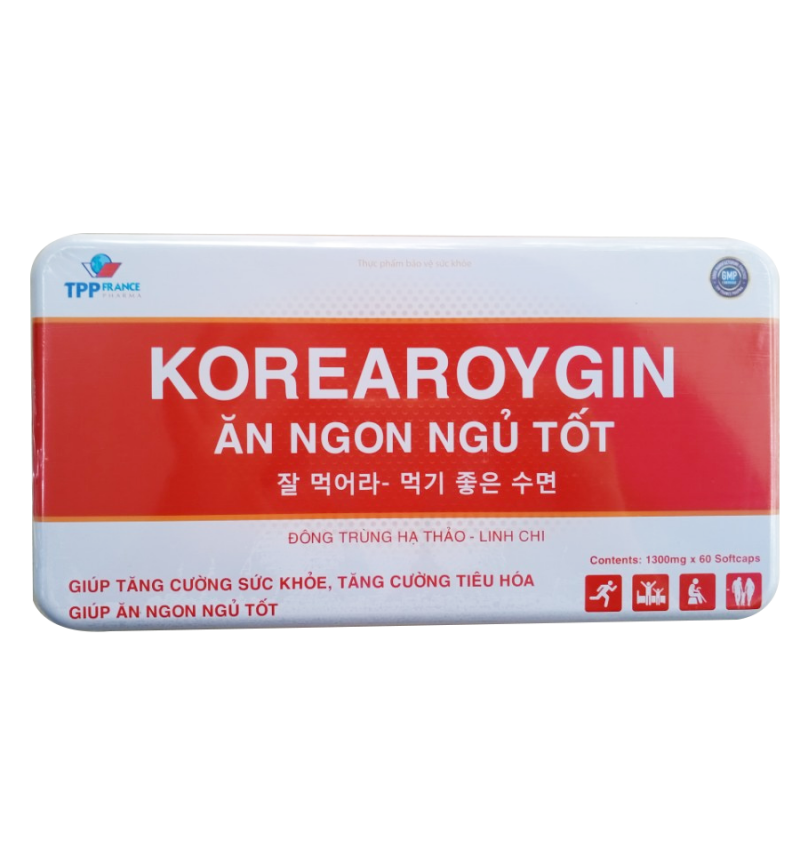 Thực phẩm bảo vệ sức khỏe
TPP FRANCE
PHARMA
GMP
KOREAROYGIN
ĂN NGON NGỦ TỐT
잘 먹어라- 먹기 좋은 수면
ĐÔNG TRÙNG HẠ THẢO - LINH CHI
Contents: 1300mg x 60 Softcaps
GIÚP TĂNG CƯỜNG SỨC KHỎE, TĂNG CƯỜNG TIÊU HÓA
GIÚP ĂN NGON NGỦ TỐT